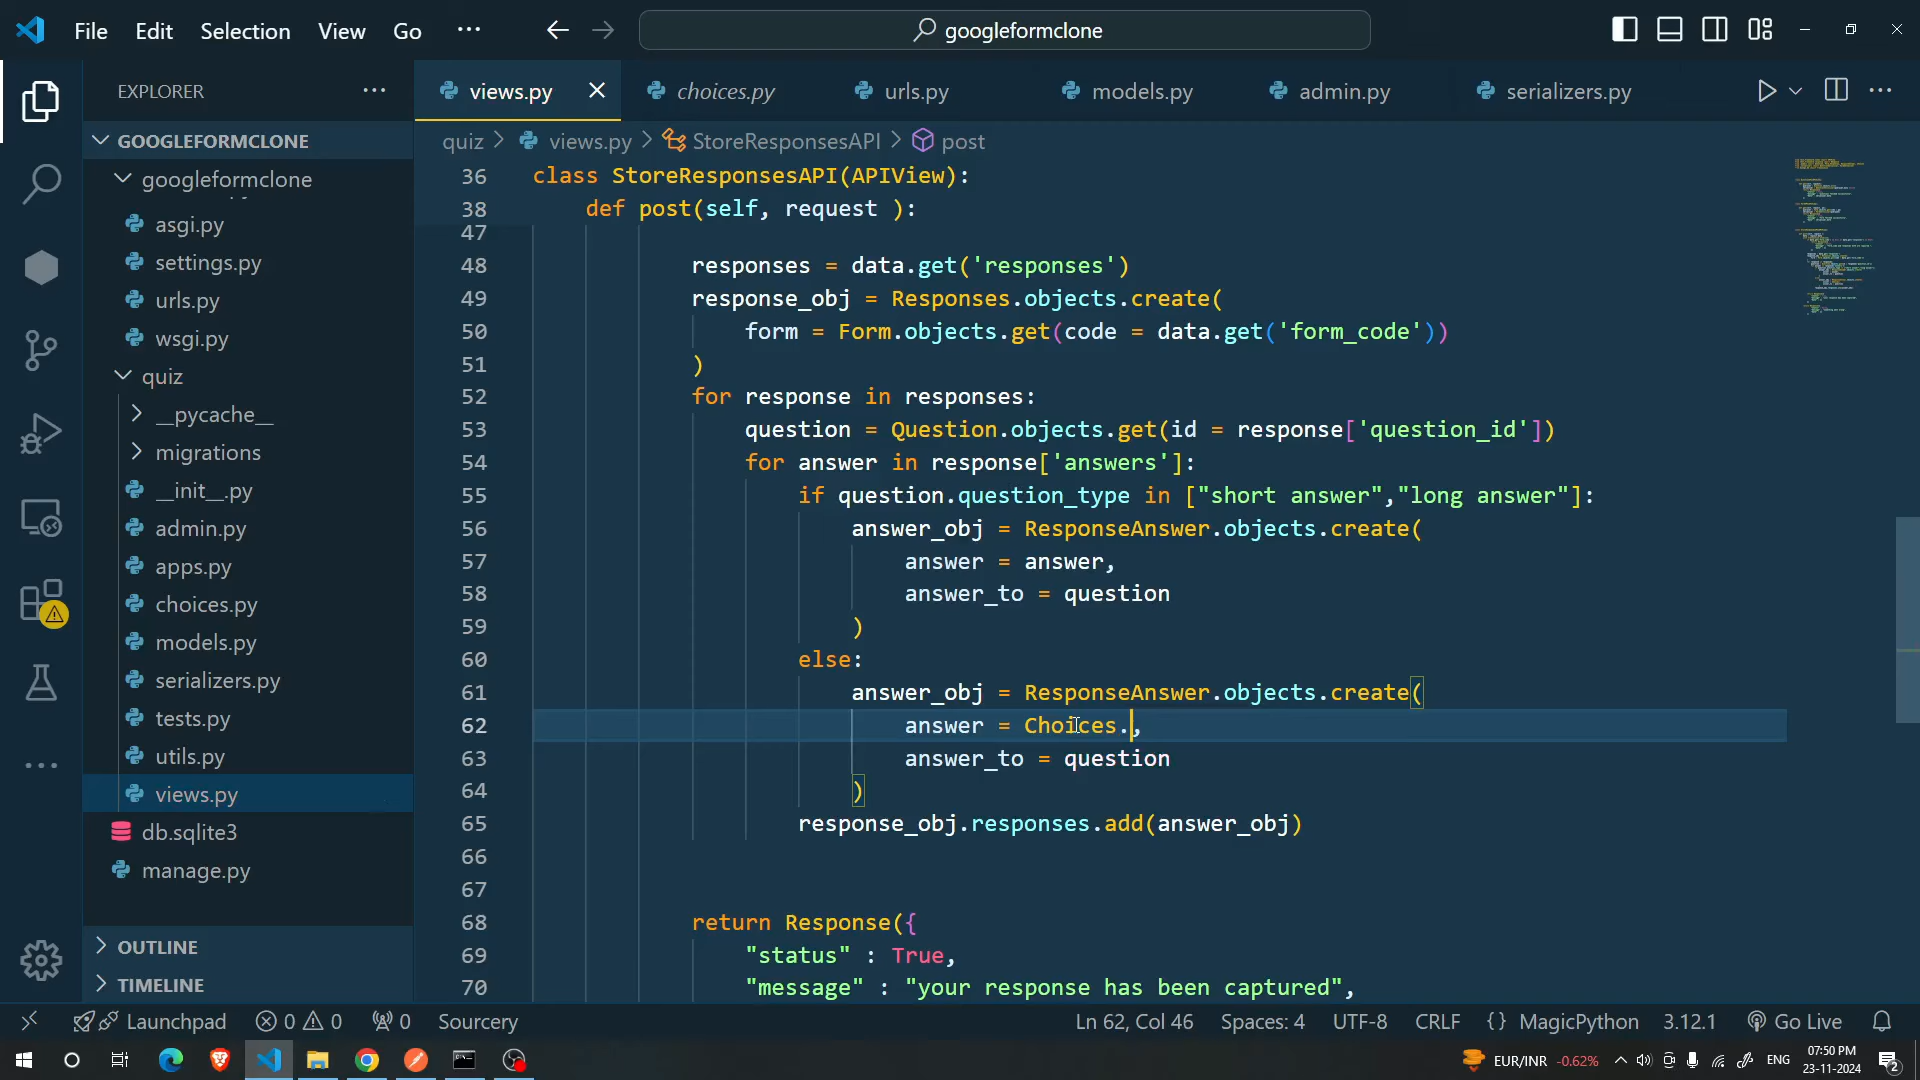 File Edit Selection View Go ··· googleformclone
EXPLORER ···
views.py choices.py urls.py models.py admin.py serializers.py
quiz > views.py > StoreResponsesAPI > post
GOOGLEFORMCLONE
googleformclone
asgi.py
settings.py
urls.py
wsgi.py
quiz
__pycache__
migrations
__init__.py
admin.py
apps.py
choices.py
models.py
serializers.py
tests.py
utils.py
views.py
db.sqlite3
manage.py
OUTLINE
TIMELINE
36 class StoreResponsesAPI(APIView):
38 def post(self, request ):
47
48 responses = data.get('responses')
49 response_obj = Responses.objects.create(
50 form = Form.objects.get(code = data.get('form_code'))
51 )
52 for response in responses:
53 question = Question.objects.get(id = response['question_id'])
54 for answer in response['answers']:
55 if question.question_type in ["short answer","long answer"]:
56 answer_obj = ResponseAnswer.objects.create(
57 answer = answer,
58 answer_to = question
59 )
60 else:
61 answer_obj = ResponseAnswer.objects.create(
62 answer = Choices.,
63 answer_to = question
64 )
65 response_obj.responses.add(answer_obj)
66
67
68 return Response({
69 "status" : True,
70 "message" : "your response has been captured",
Launchpad 0 0 0 Sourcery Ln 62, Col 46 Spaces: 4 UTF-8 CRLF {} MagicPython 3.12.1 Go Live
EUR/INR -0.62% ENG 07:50 PM
23-11-2024 2